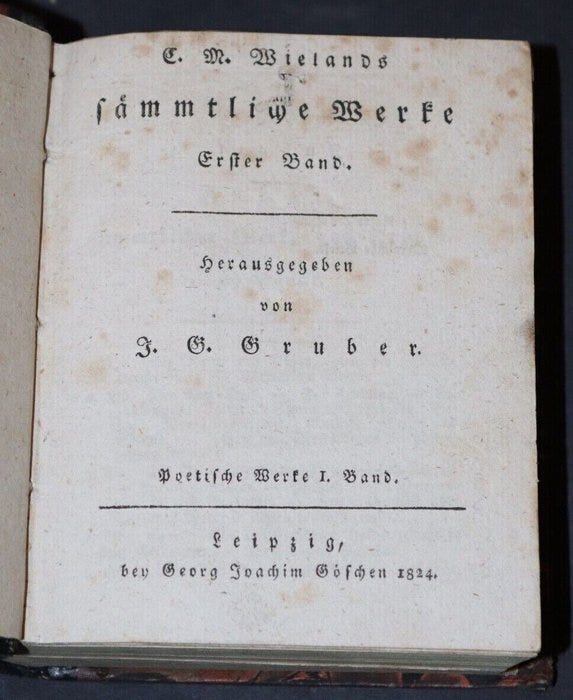 C. M. Wielands
sämmtliche Werke
Erster Band.
Herausgegeben
von
J. G. Gruber.
Poetische Werke I. Band.
Leipzig,
bey Georg Joachim Göschen 1824.